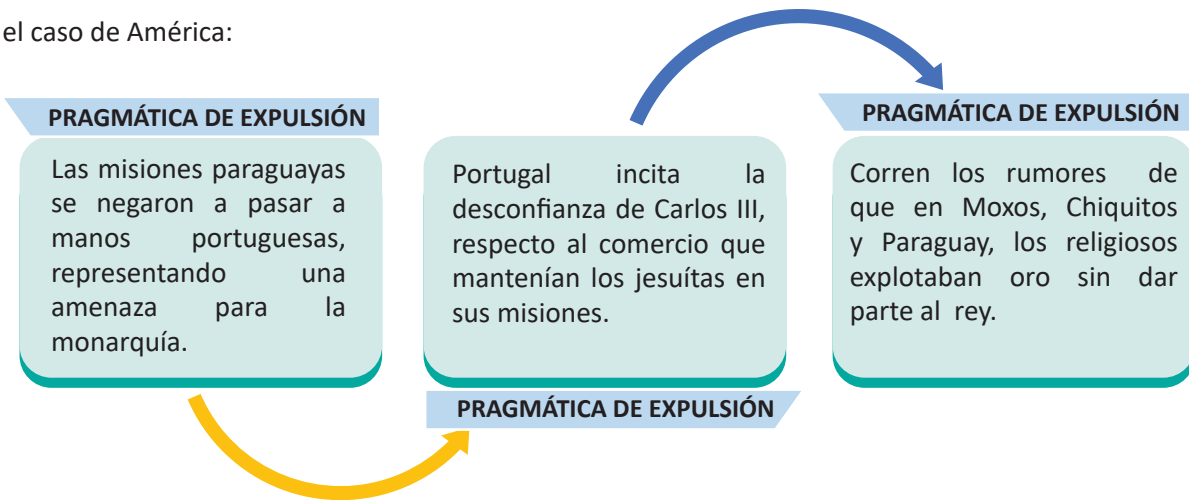 el caso de América:
PRAGMÁTICA DE EXPULSIÓN
Las misiones paraguayas
se negaron a pasar a
manos portuguesas,
representando una
amenaza para la
monarquía.
Portugal incita la
desconfianza de Carlos III,
respecto al comercio que
mantenían los jesuítas en
sus misiones.
PRAGMÁTICA DE EXPULSIÓN
PRAGMÁTICA DE EXPULSIÓN
Corren los rumores de
que en Moxos, Chiquitos
y Paraguay, los religiosos
explotaban oro sin dar
parte al rey.